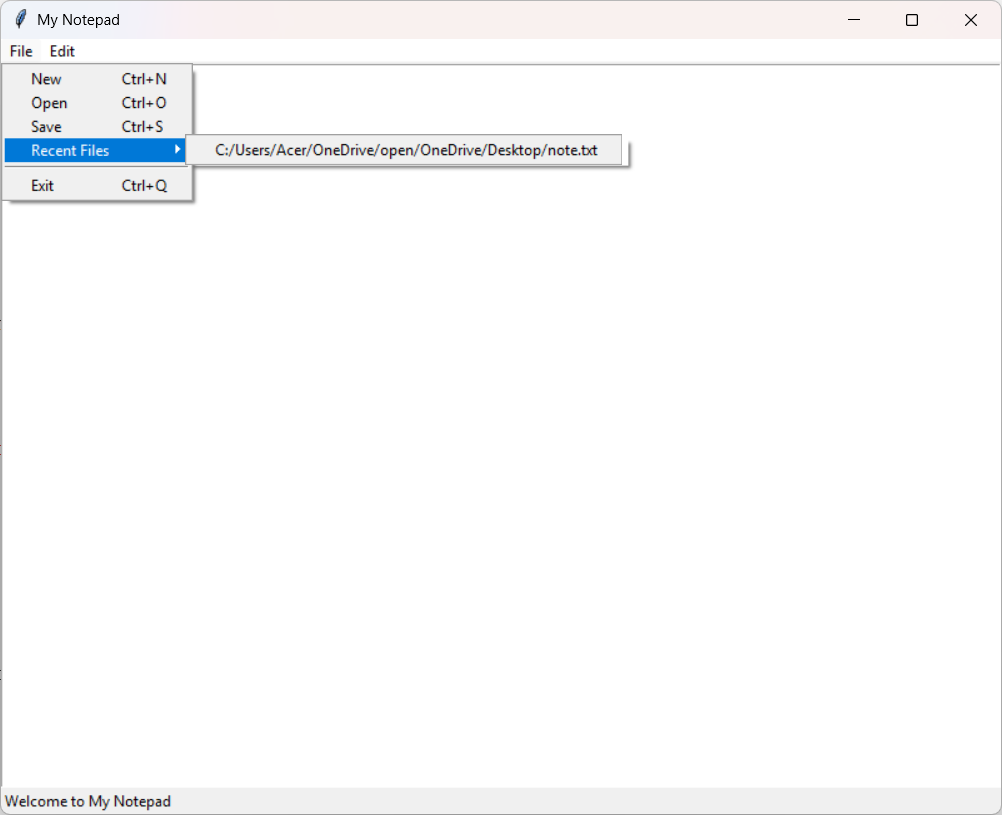 My Notepad
File Edit
New Ctrl+N
Open Ctrl+O
Save Ctrl+S
Recent Files C:/Users/Acer/OneDrive/open/OneDrive/Desktop/note.txt
Exit Ctrl+Q
Welcome to My Notepad